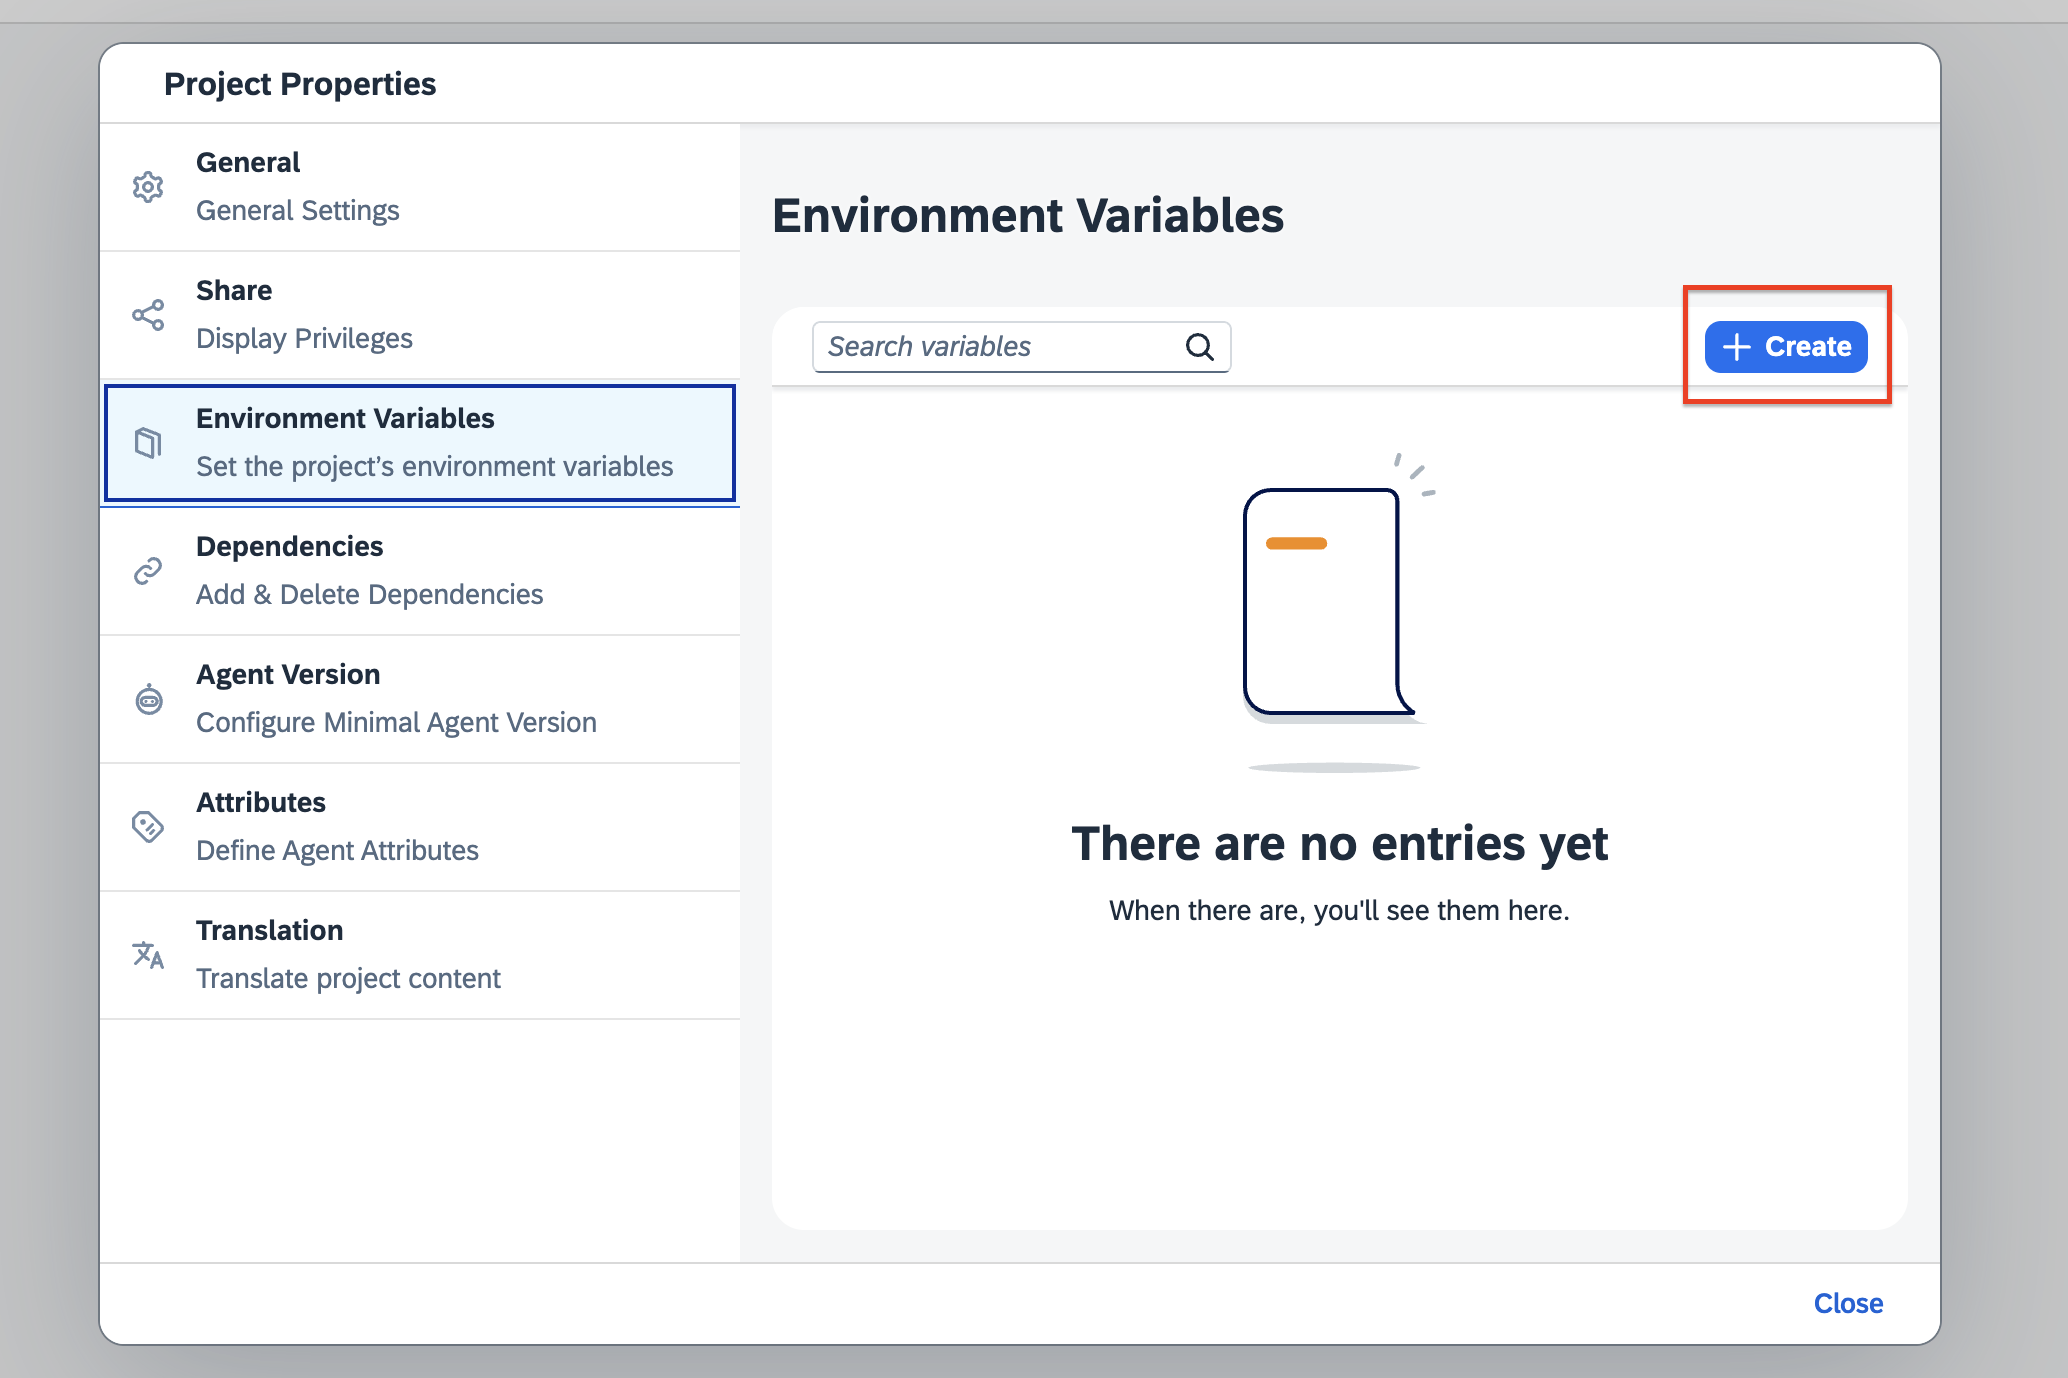 Project Properties
General
General Settings
Share
Display Privileges
Environment Variables
Set the project’s environment variables
Dependencies
Add & Delete Dependencies
Agent Version
Configure Minimal Agent Version
Attributes
Define Agent Attributes
Translation
Translate project content
Environment Variables
Search variables
Create
There are no entries yet
When there are, you'll see them here.
Close